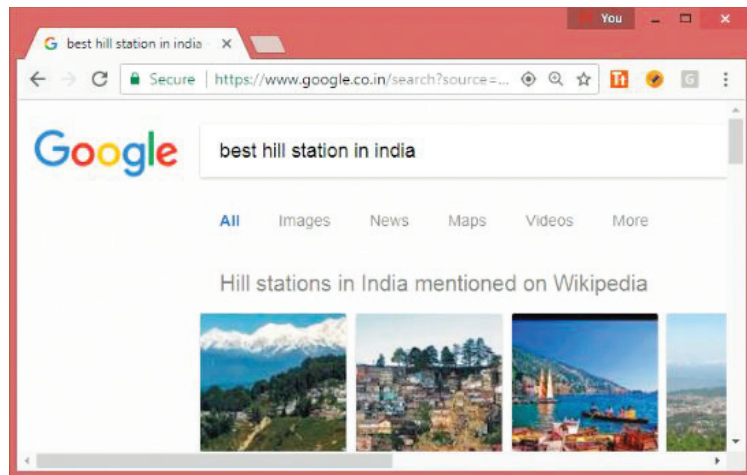 You
best hill station in india
Secure | https://www.google.co.in/search?source=...
Tt G
Google
best hill station in india
All Images News Maps Videos More
Hill stations in India mentioned on Wikipedia